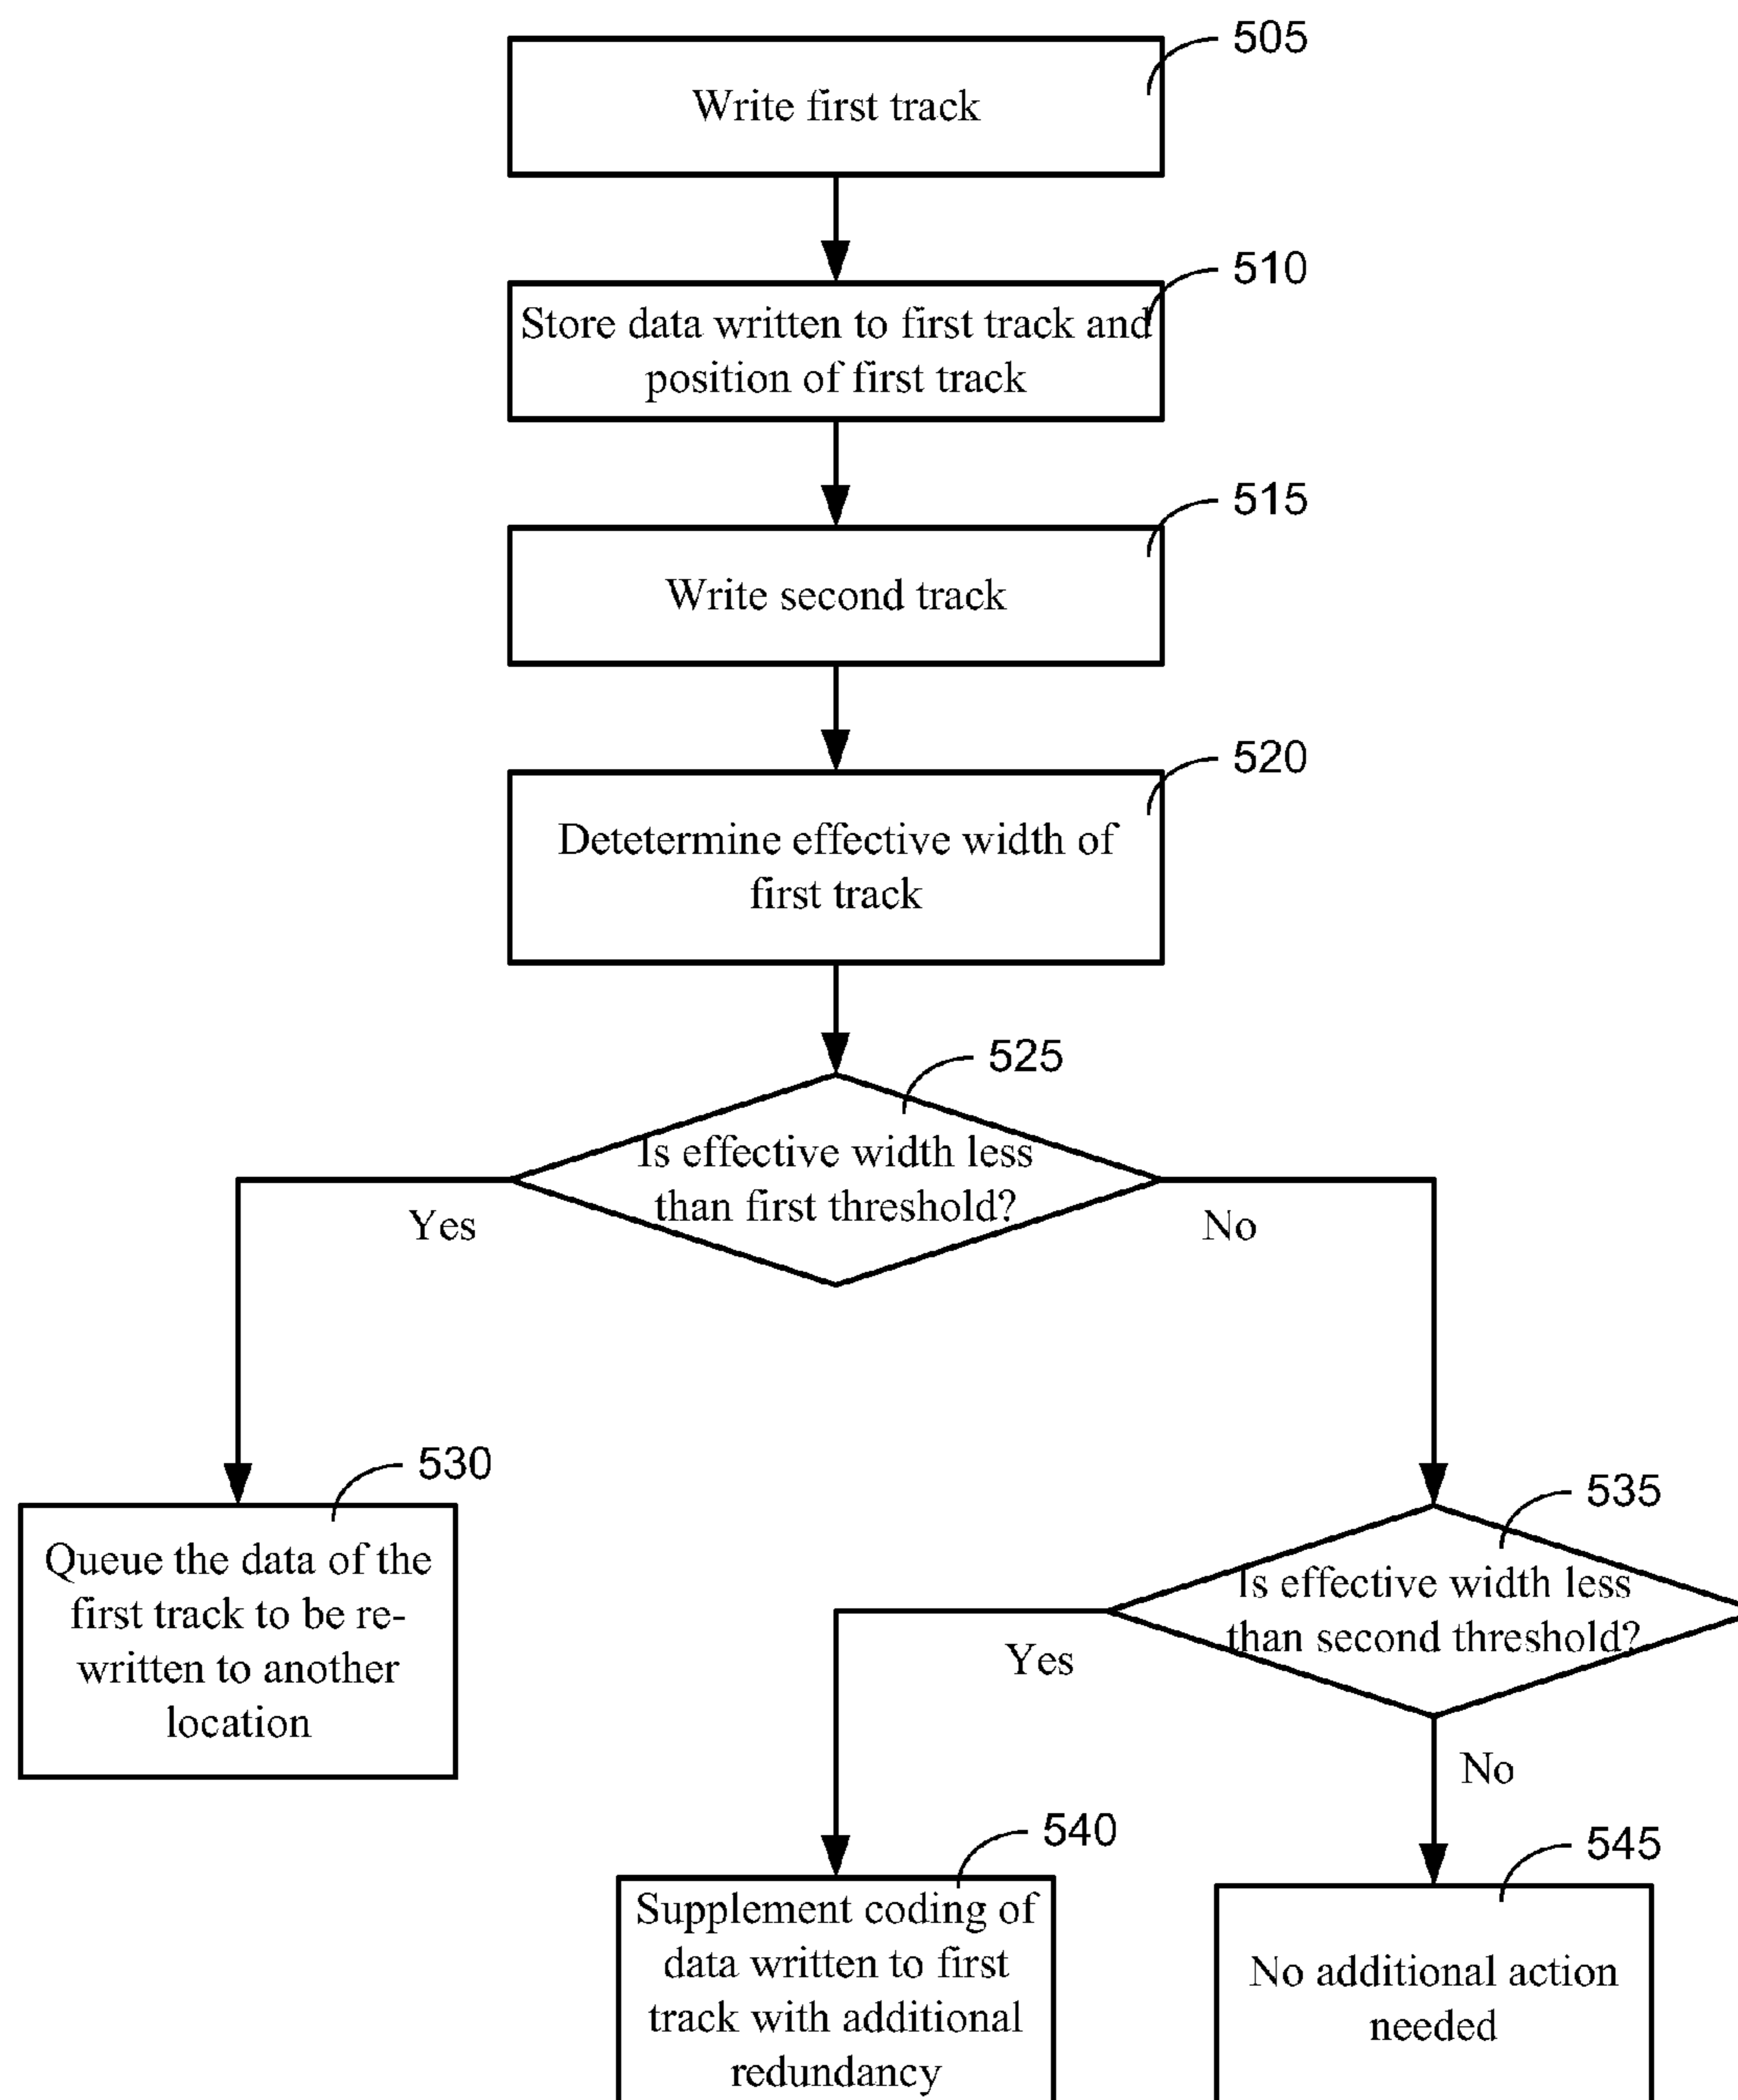 505
Write first track
510
Store data written to first track and
position of first track
515
Write second track
520
Detetermine effective width of
first track
525
Is effective width less
than first threshold?
Yes
No
530
Queue the data of the
first track to be re-
written to another
location
535
Is effective width less
than second threshold?
Yes
No
540
Supplement coding of
data written to first
track with additional
redundancy
545
No additional action
needed